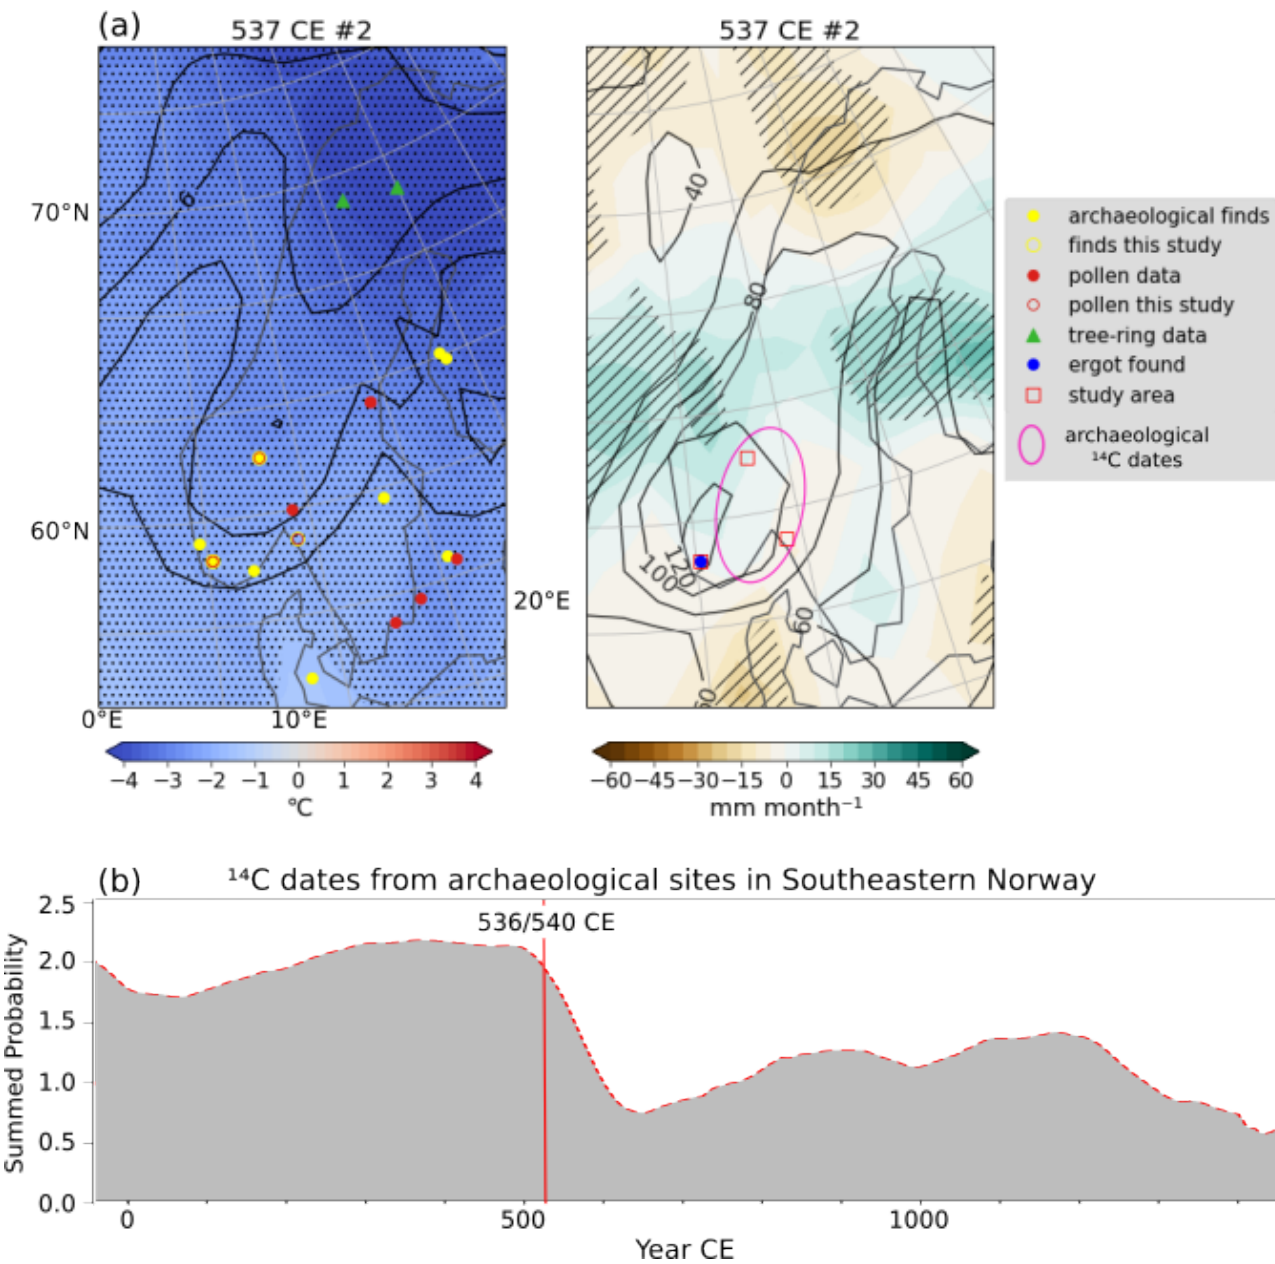 (a)
537 CE #2
537 CE #2
6
70°N
60°N
0°E
10°E
20°E
40
80
120
100
60
60
archaeological finds
finds this study
pollen data
pollen this study
tree-ring data
ergot found
study area
archaeological
¹⁴C dates
−4 −3 −2 −1 0 1 2 3 4
°C
−60 −45 −30 −15 0 15 30 45 60
mm month⁻¹
(b)
¹⁴C dates from archaeological sites in Southeastern Norway
536/540 CE
Summed Probability
2.5
2.0
1.5
1.0
0.5
0.0
0 500 1000
Year CE